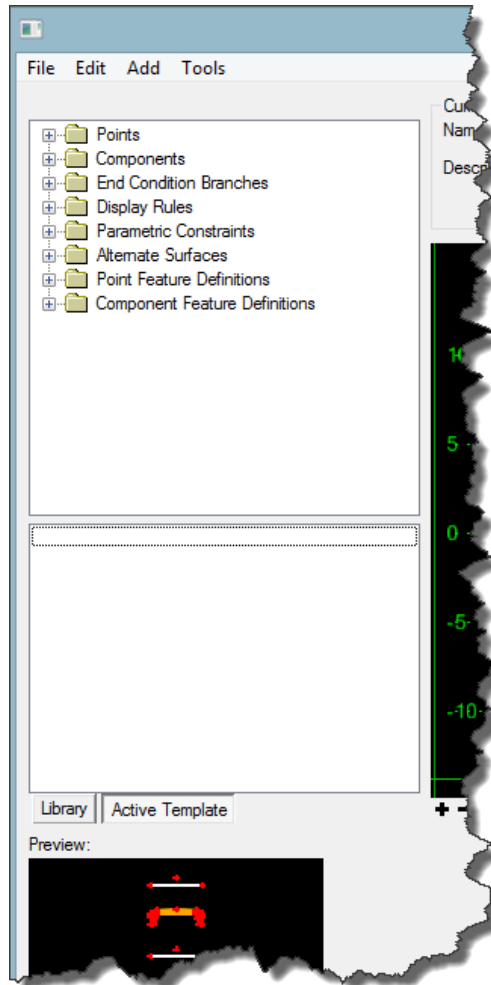 File Edit Add Tools
Points
Components
End Condition Branches
Display Rules
Parametric Constraints
Alternate Surfaces
Point Feature Definitions
Component Feature Definitions
5
0
-5
-10
Library Active Template
Preview: